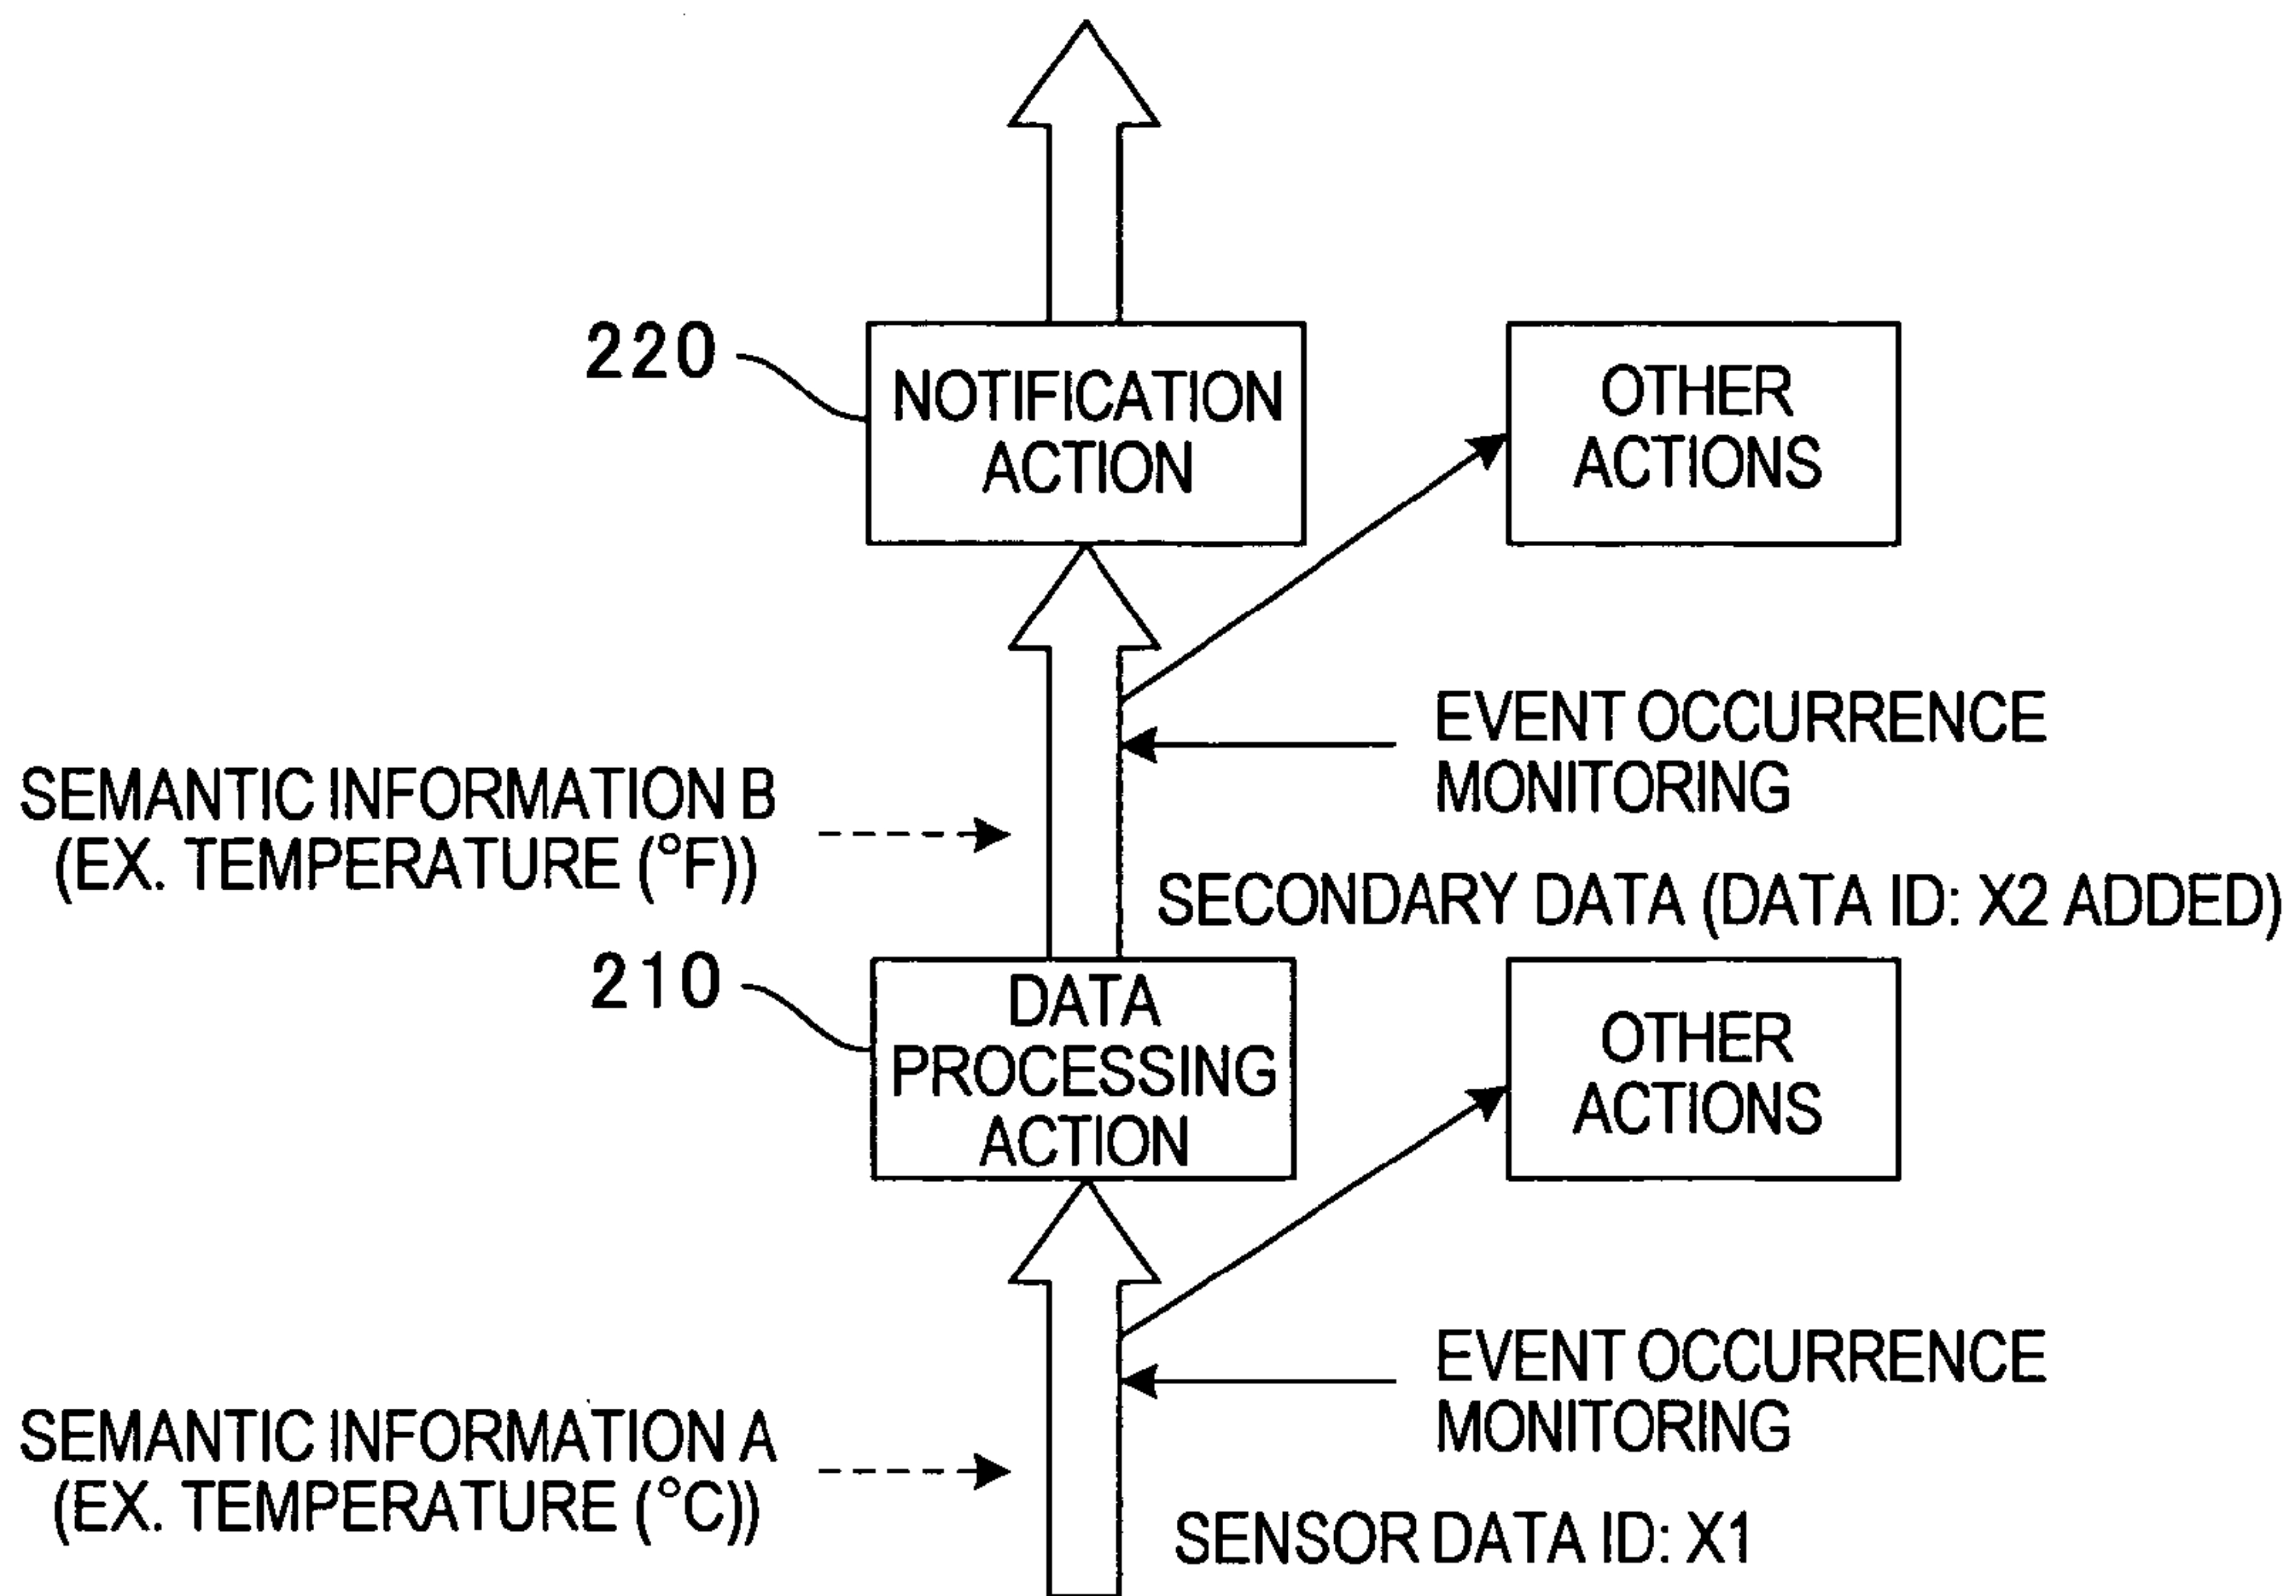 220
NOTIFICATION
ACTION
OTHER
ACTIONS
EVENT OCCURRENCE
MONITORING
SEMANTIC INFORMATION B
(EX. TEMPERATURE (°F))
SECONDARY DATA (DATA ID: X2 ADDED)
210
DATA
PROCESSING
ACTION
OTHER
ACTIONS
EVENT OCCURRENCE
MONITORING
SEMANTIC INFORMATION A
(EX. TEMPERATURE (°C))
SENSOR DATA ID: X1